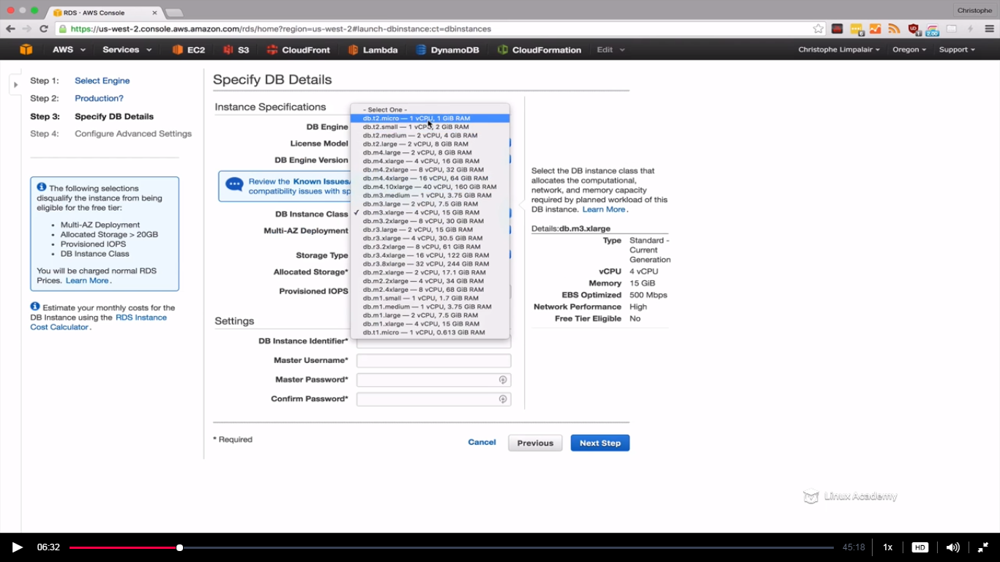 RDS · AWS Console
Christophe
https://us-west-2.console.aws.amazon.com/rds/home?region=us-west-2#launch-dbinstance:ct=dbinstances
AWS Services EC2 S3 CloudFront Lambda DynamoDB CloudFormation Edit Christophe Limpalair Oregon Support
Step 1: Select Engine
Step 2: Production?
Step 3: Specify DB Details
Step 4: Configure Advanced Settings
The following selections
disqualify the instance from being
eligible for the free tier:
• Multi-AZ Deployment
• Allocated Storage > 20GB
• Provisioned IOPS
• DB Instance Class
You will be charged normal RDS
Prices. Learn More.
Estimate your monthly costs for the
DB Instance using the RDS Instance
Cost Calculator.
Specify DB Details
Instance Specifications
DB Engine
License Model
DB Engine Version
Review the Known Issues/
compatibility issues with sp
DB Instance Class
Multi-AZ Deployment
Storage Type
Allocated Storage*
Provisioned IOPS
- Select One -
db.t2.micro — 1 vCPU, 1 GiB RAM
db.t2.small — 1 vCPU, 2 GiB RAM
db.t2.medium — 2 vCPU, 4 GiB RAM
db.t2.large — 2 vCPU, 8 GiB RAM
db.m4.large — 2 vCPU, 8 GiB RAM
db.m4.xlarge — 4 vCPU, 16 GiB RAM
db.m4.2xlarge — 8 vCPU, 32 GiB RAM
db.m4.4xlarge — 16 vCPU, 64 GiB RAM
db.m4.10xlarge — 40 vCPU, 160 GiB RAM
db.m3.medium — 1 vCPU, 3.75 GiB RAM
db.m3.large — 2 vCPU, 7.5 GiB RAM
✓ db.m3.xlarge — 4 vCPU, 15 GiB RAM
db.m3.2xlarge — 8 vCPU, 30 GiB RAM
db.r3.large — 2 vCPU, 15 GiB RAM
db.r3.xlarge — 4 vCPU, 30.5 GiB RAM
db.r3.2xlarge — 8 vCPU, 61 GiB RAM
db.r3.4xlarge — 16 vCPU, 122 GiB RAM
db.r3.8xlarge — 32 vCPU, 244 GiB RAM
db.m2.xlarge — 2 vCPU, 17.1 GiB RAM
db.m2.2xlarge — 4 vCPU, 34 GiB RAM
db.m2.4xlarge — 8 vCPU, 68 GiB RAM
db.m1.small — 1 vCPU, 1.7 GiB RAM
db.m1.medium — 1 vCPU, 3.75 GiB RAM
db.m1.large — 2 vCPU, 7.5 GiB RAM
db.m1.xlarge — 4 vCPU, 15 GiB RAM
db.t1.micro — 1 vCPU, 0.613 GiB RAM
Settings
DB Instance Identifier*
Master Username*
Master Password*
Confirm Password*
* Required
Cancel Previous Next Step
Select the DB instance class that
allocates the computational,
network, and memory capacity
required by planned workload of this
DB instance. Learn More.
Details:db.m3.xlarge
Type Standard -
Current
Generation
vCPU 4 vCPU
Memory 15 GiB
EBS Optimized 500 Mbps
Network Performance High
Free Tier Eligible No
Linux Academy
06:32 45:18 1x HD